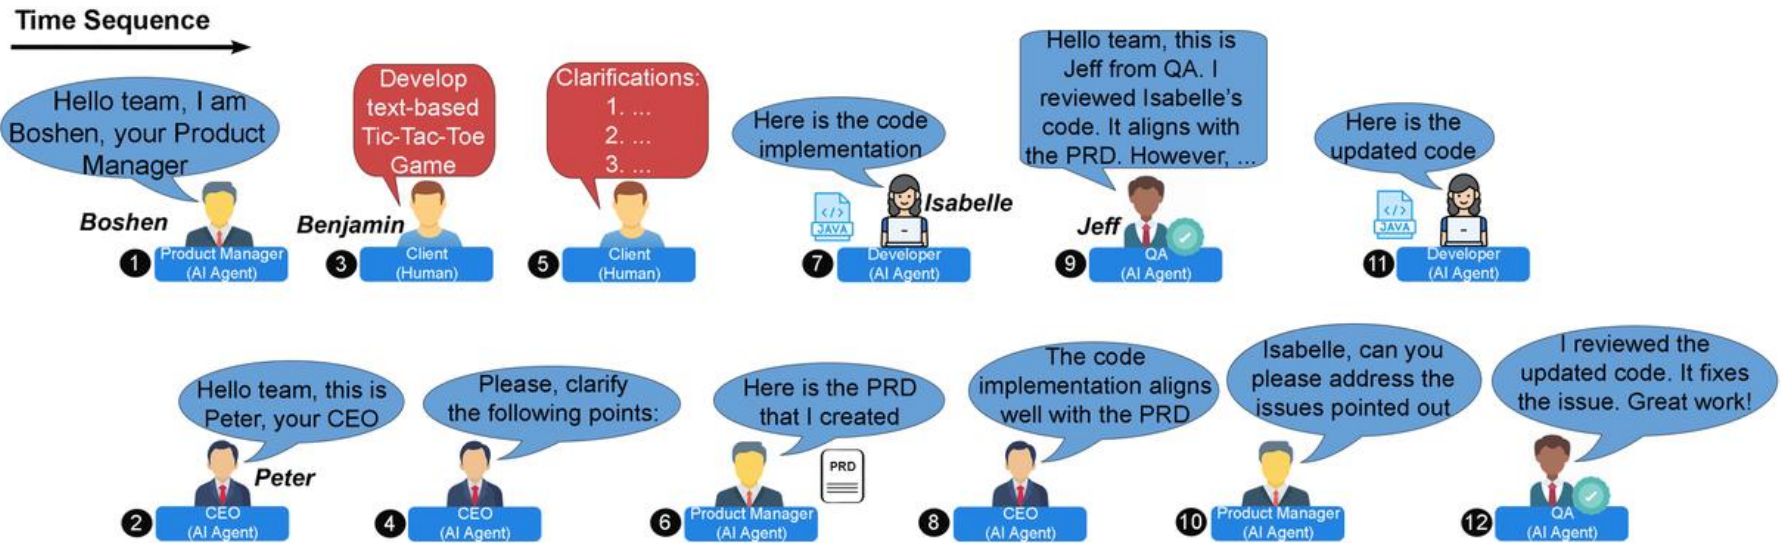 Time Sequence
Hello team, I am
Boshen, your Product
Manager
Boshen
1
Product Manager
(AI Agent)
Hello team, this is
Peter, your CEO
Peter
2
CEO
(AI Agent)
Develop
text-based
Tic-Tac-Toe
Game
Benjamin
3
Client
(Human)
Please, clarify
the following points:
4
CEO
(AI Agent)
Clarifications:
1. ...
2. ...
3. ...
5
Client
(Human)
Here is the PRD
that I created
PRD
6
Product Manager
(AI Agent)
Here is the code
implementation
</>
JAVA
Isabelle
7
Developer
(AI Agent)
The code
implementation aligns
well with the PRD
8
CEO
(AI Agent)
Hello team, this is
Jeff from QA. I
reviewed Isabelle's
code. It aligns with
the PRD. However, ...
Jeff
9
QA
(AI Agent)
Isabelle, can you
please address the
issues pointed out
10
Product Manager
(AI Agent)
Here is the
updated code
</>
JAVA
11
Developer
(AI Agent)
I reviewed the
updated code. It fixes
the issue. Great work!
12
QA
(AI Agent)